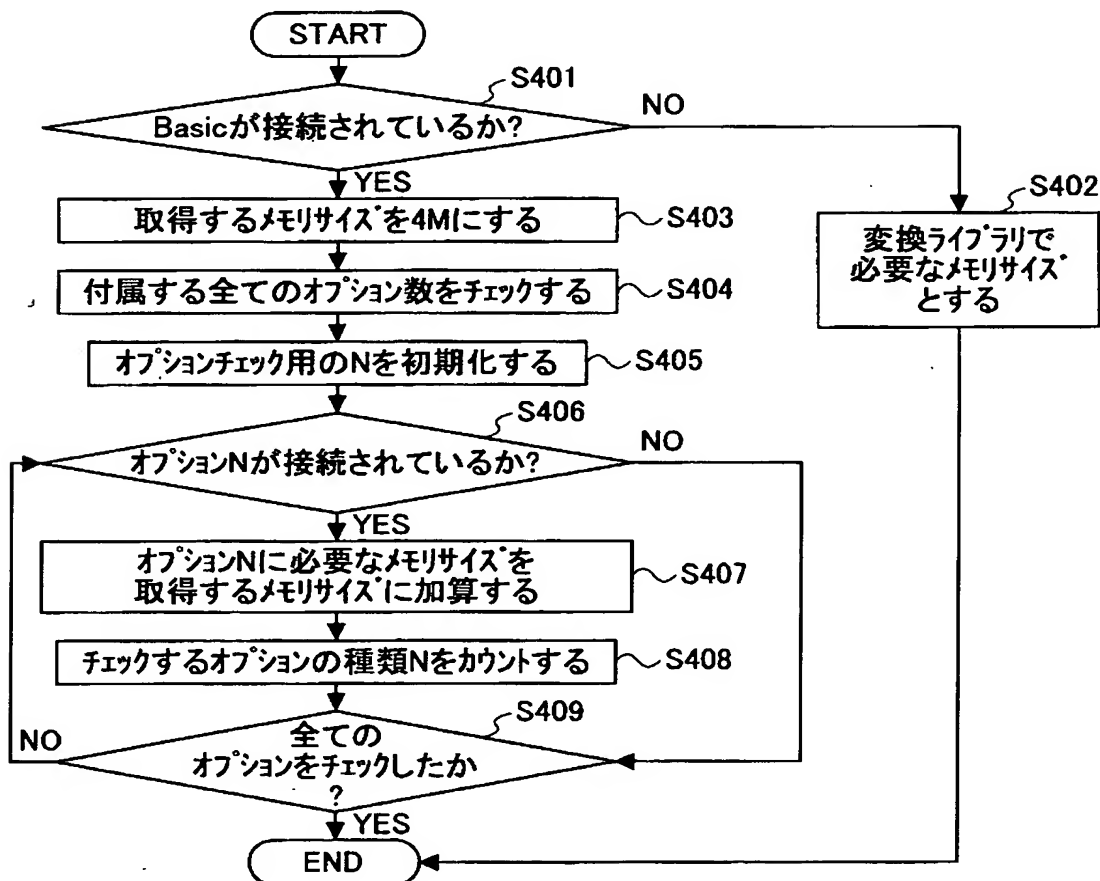 START
S401
Basicが接続されているか?
NO
YES
S402
変換ライブラリで
必要なメモリサイズ
とする
取得するメモリサイズを4Mにする
S403
付属する全てのオプション数をチェックする
S404
オプションチェック用のNを初期化する
S405
S406
オプションNが接続されているか?
NO
YES
オプションNに必要なメモリサイズを
取得するメモリサイズに加算する
S407
チェックするオプションの種類Nをカウントする
S408
S409
全ての
オプションをチェックしたか
?
NO
YES
END